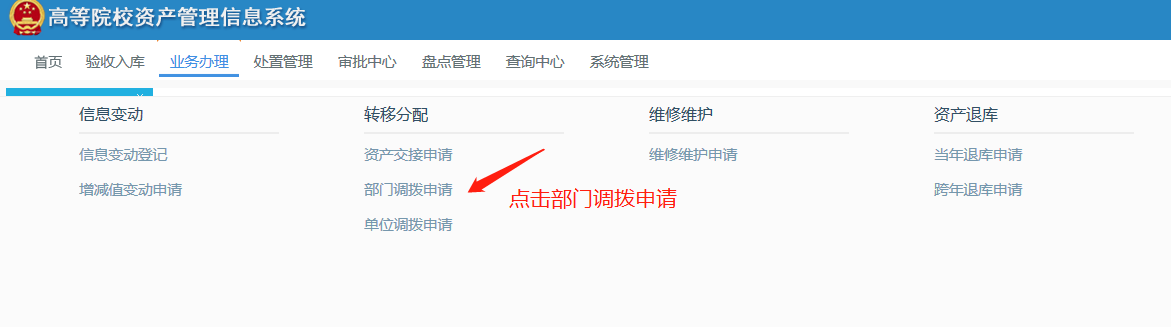 高等院校资产管理信息系统
首页 验收入库 业务办理 处置管理 审批中心 盘点管理 查询中心 系统管理
信息变动 转移分配 维修维护 资产退库
信息变动登记 资产交接申请 维修维护申请 当年退库申请
增减值变动申请 部门调拨申请 跨年退库申请
点击部门调拨申请
单位调拨申请